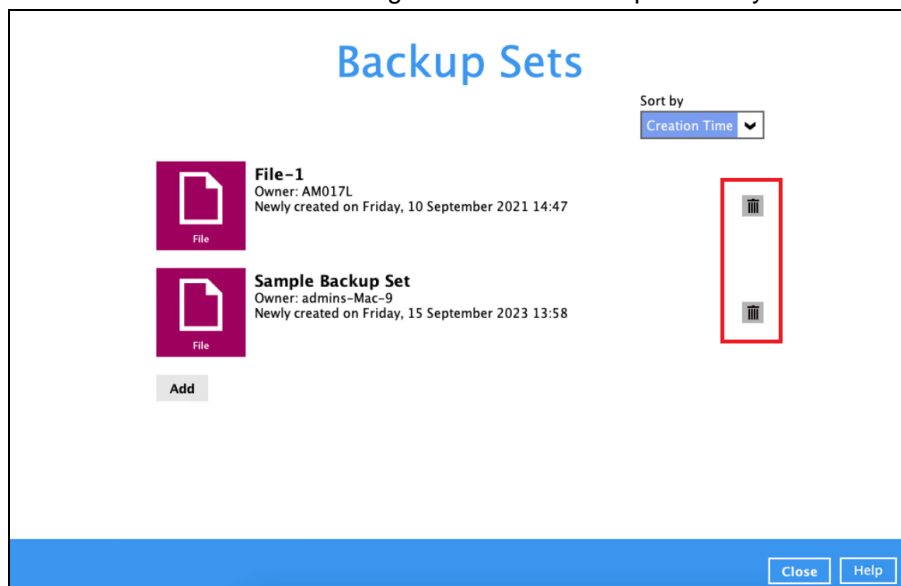 Backup Sets
Sort by
Creation Time
File-1
Owner: AM017L
Newly created on Friday, 10 September 2021 14:47
File
Sample Backup Set
Owner: admins-Mac-9
Newly created on Friday, 15 September 2023 13:58
File
Add
Close
Help